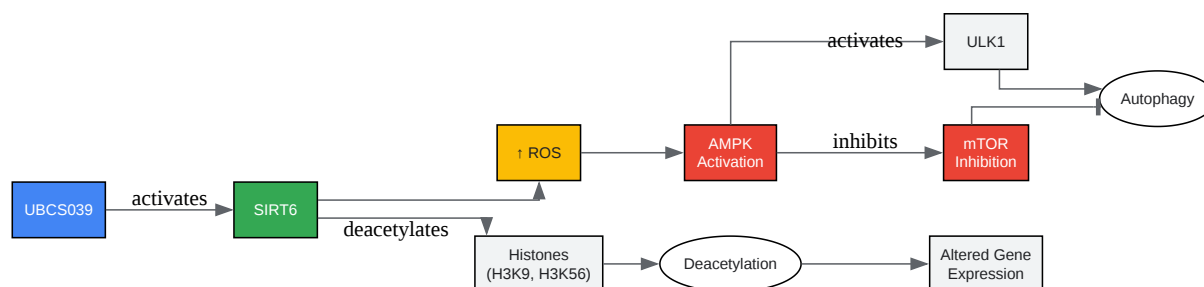 activates
ULK1
Autophagy
↑ ROS
AMPK
Activation
inhibits
mTOR
Inhibition
UBCS039
activates
SIRT6
deacetylates
Histones
(H3K9, H3K56)
Deacetylation
Altered Gene
Expression